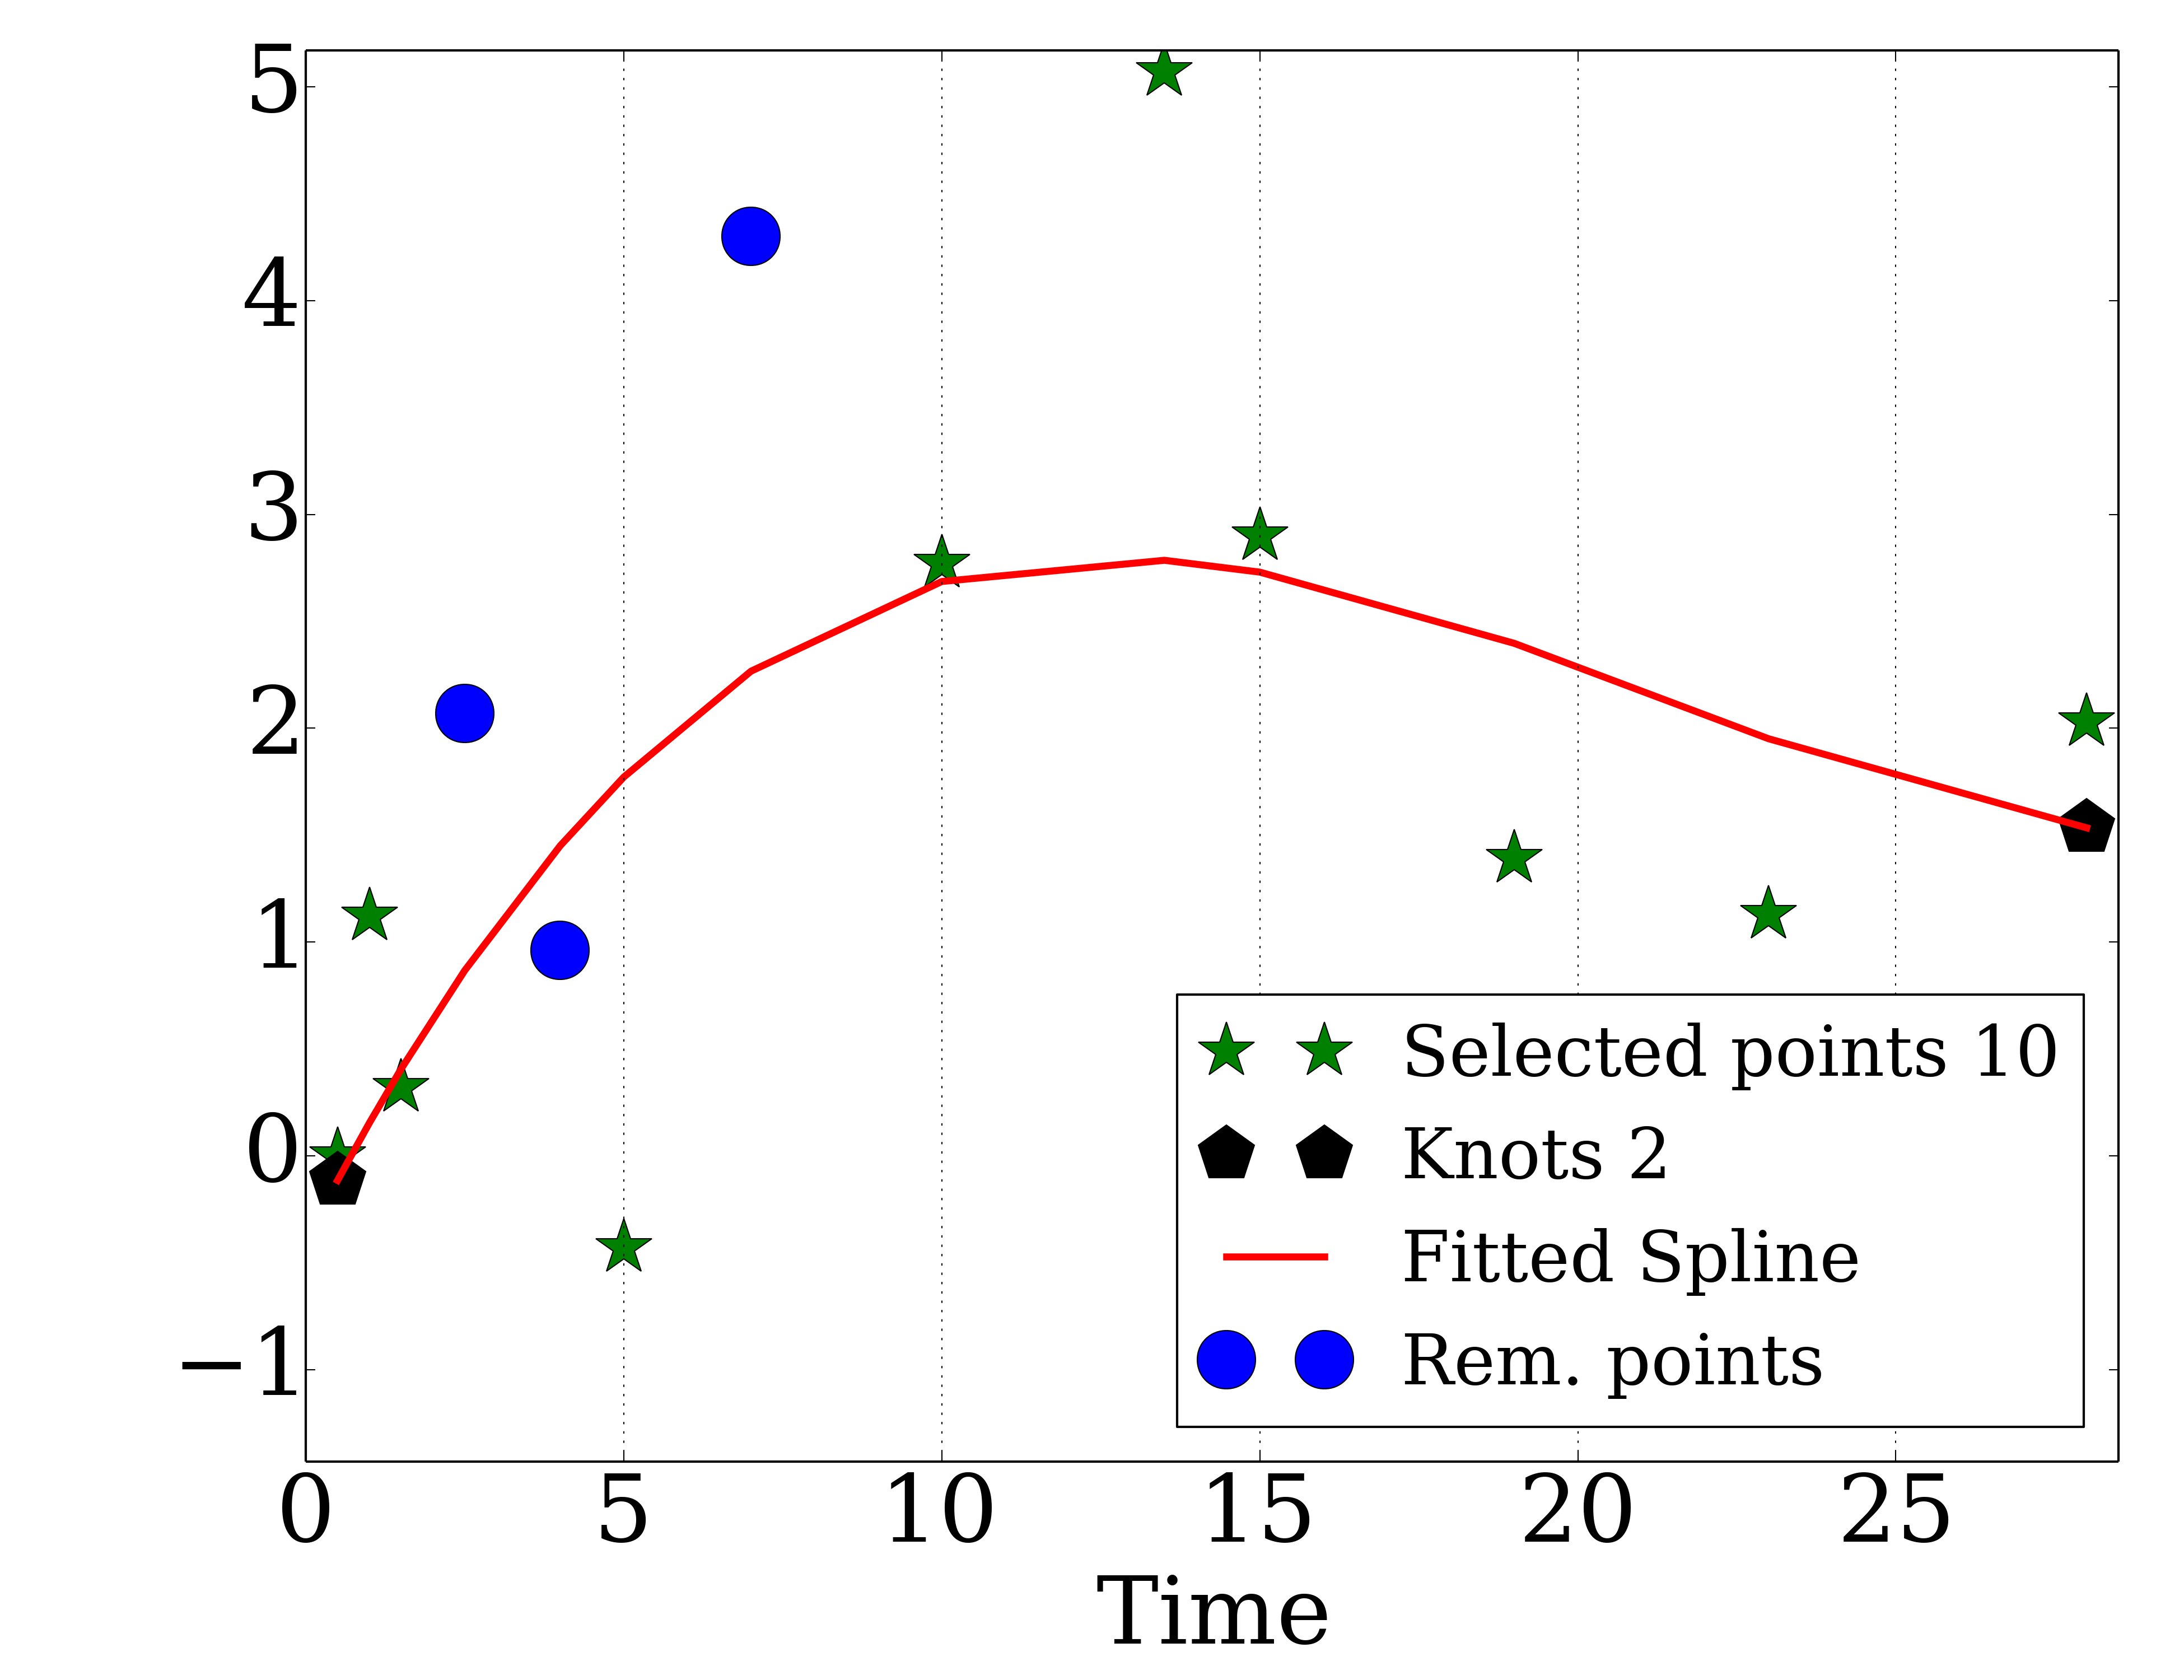 5
4
3
2
1
0
−1
Selected points 10
Knots 2
Fitted Spline
Rem. points
0 5 10 15 20 25
Time